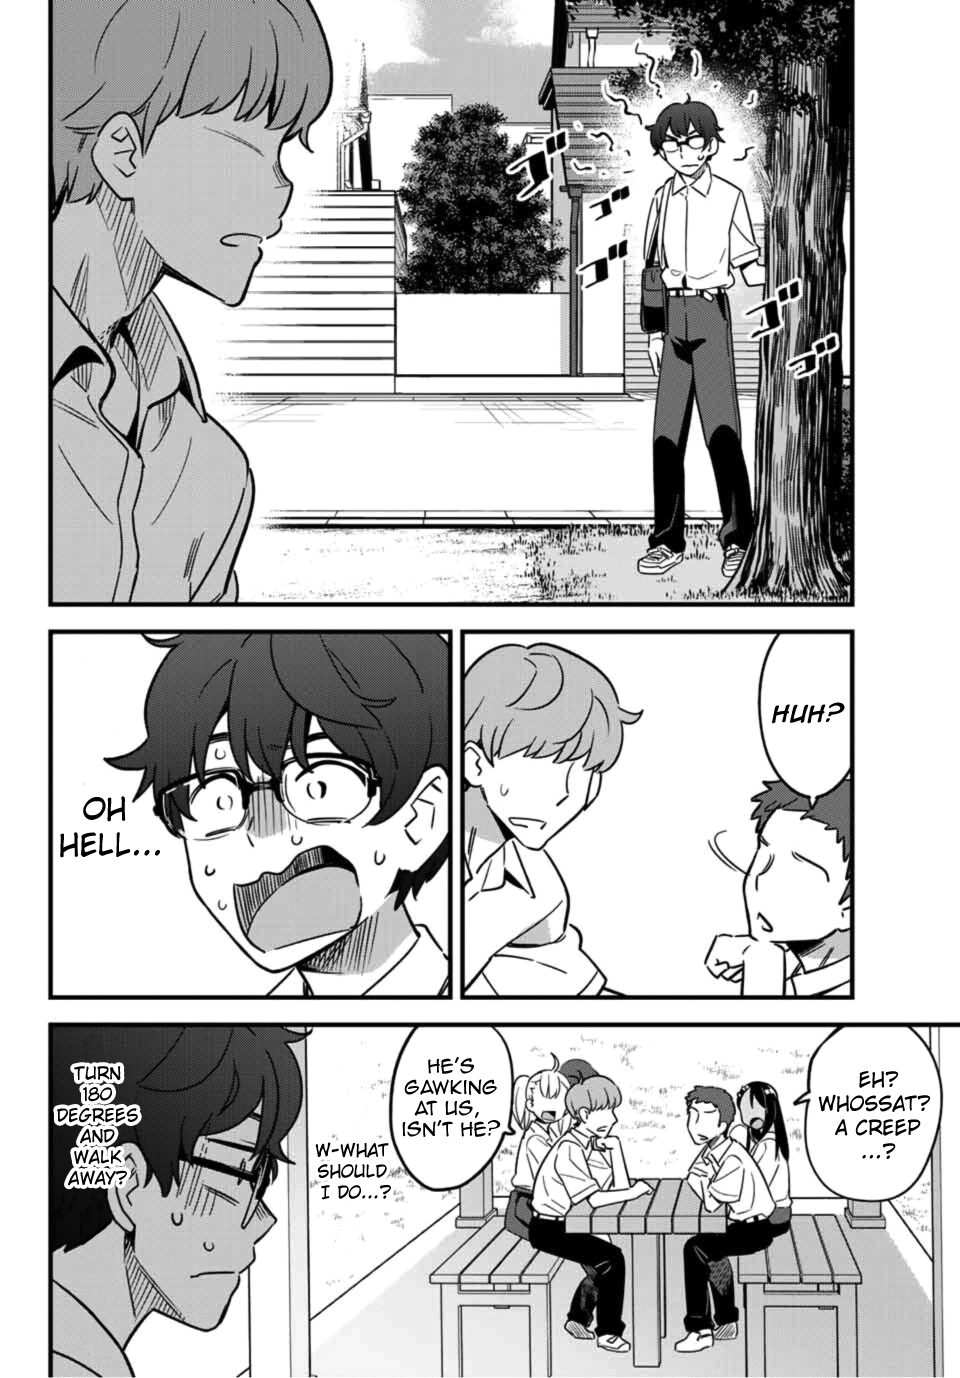 ゴゴゴゴ
ゴゴ
HUH?
OH
HELL...
EH?
WHOSSAT?
A CREEP
...?
HE'S
GAWKING
AT US,
ISN'T HE?
W-WHAT
SHOULD
I DO...?
TURN
180
DEGREES
AND
WALK
AWAY?